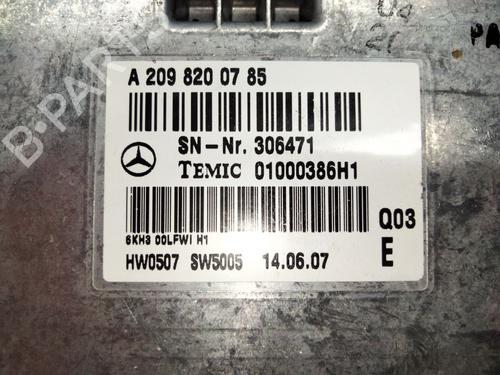 A 209 820 07 85
SN-Nr. 306471
TEMIC 01000386H1
6KH3 00LFWI H1
Q03
HW0507 SW5005 14.06.07 E
B-PARTS